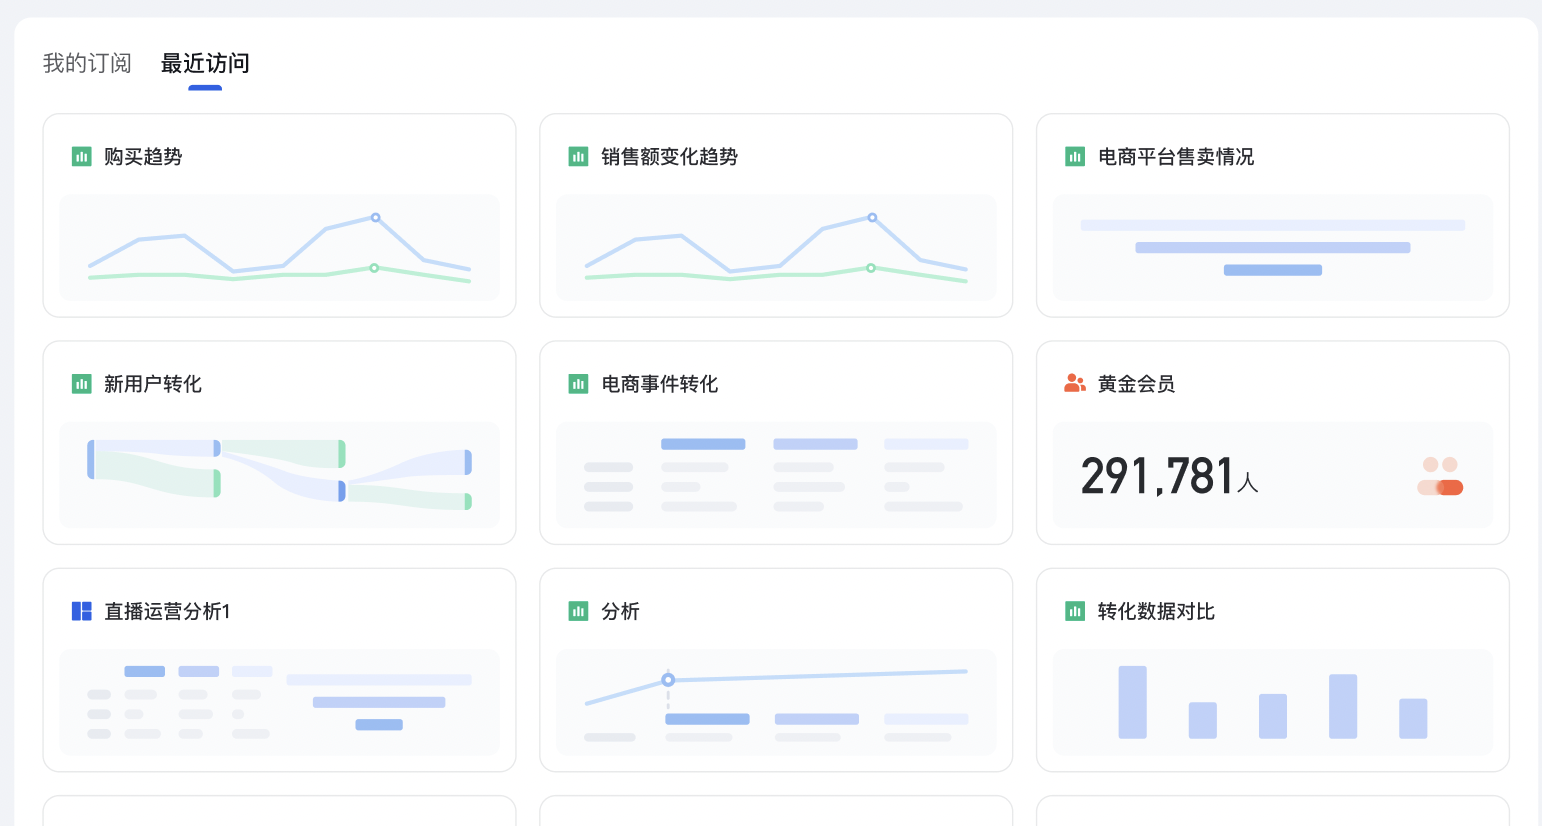 我的订阅 最近访问
购买趋势
销售额变化趋势
电商平台售卖情况
新用户转化
电商事件转化
黄金会员
291,781人
直播运营分析1
分析
转化数据对比